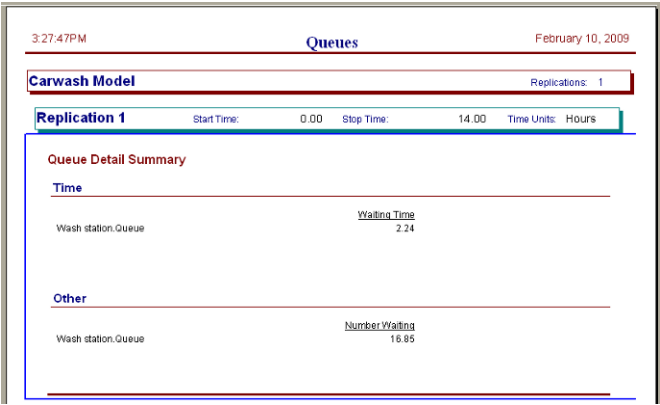 3:27:47PM Queues February 10, 2009
Carwash Model Replications: 1
Replication 1 Start Time: 0.00 Stop Time: 14.00 Time Units: Hours
Queue Detail Summary
Time
Waiting Time
Wash station.Queue 2.24
Other
Number Waiting
Wash station.Queue 16.85